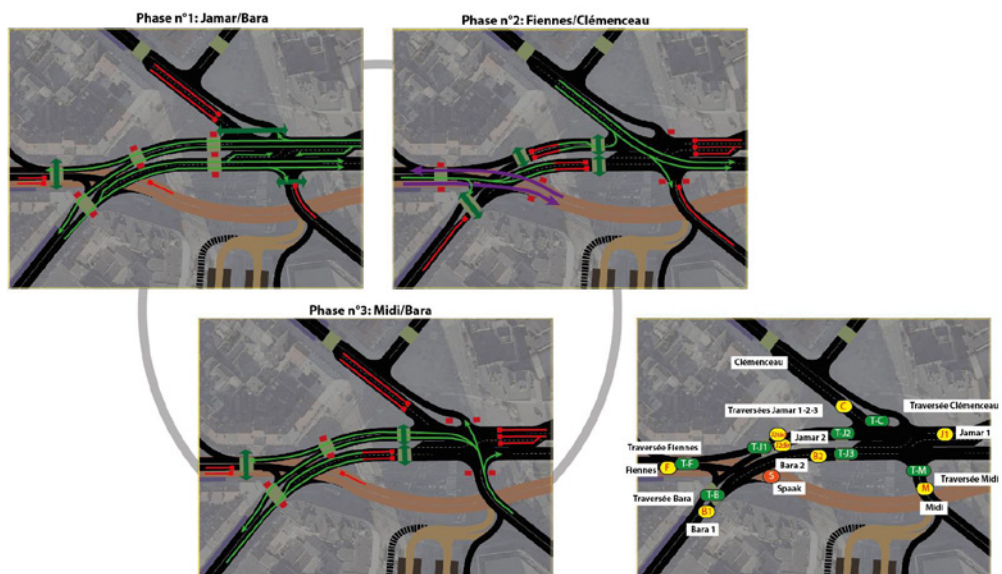 Phase n°1: Jamar/Bara
Phase n°2: Fiennes/Clémenceau
Phase n°3: Midi/Bara
Clémenceau
C
Traversées Jamar 1-2-3
Traversée Clémenceau
T-C
J1
Jamar 1
T-J2
Jamar 2
T-J1
T-J3
B2
Bara 2
Traversée Fiennes
Fiennes
F
T-F
S
Spaak
T-M
Traversée Midi
M
Midi
Traversée Bara
T-B
B1
Bara 1